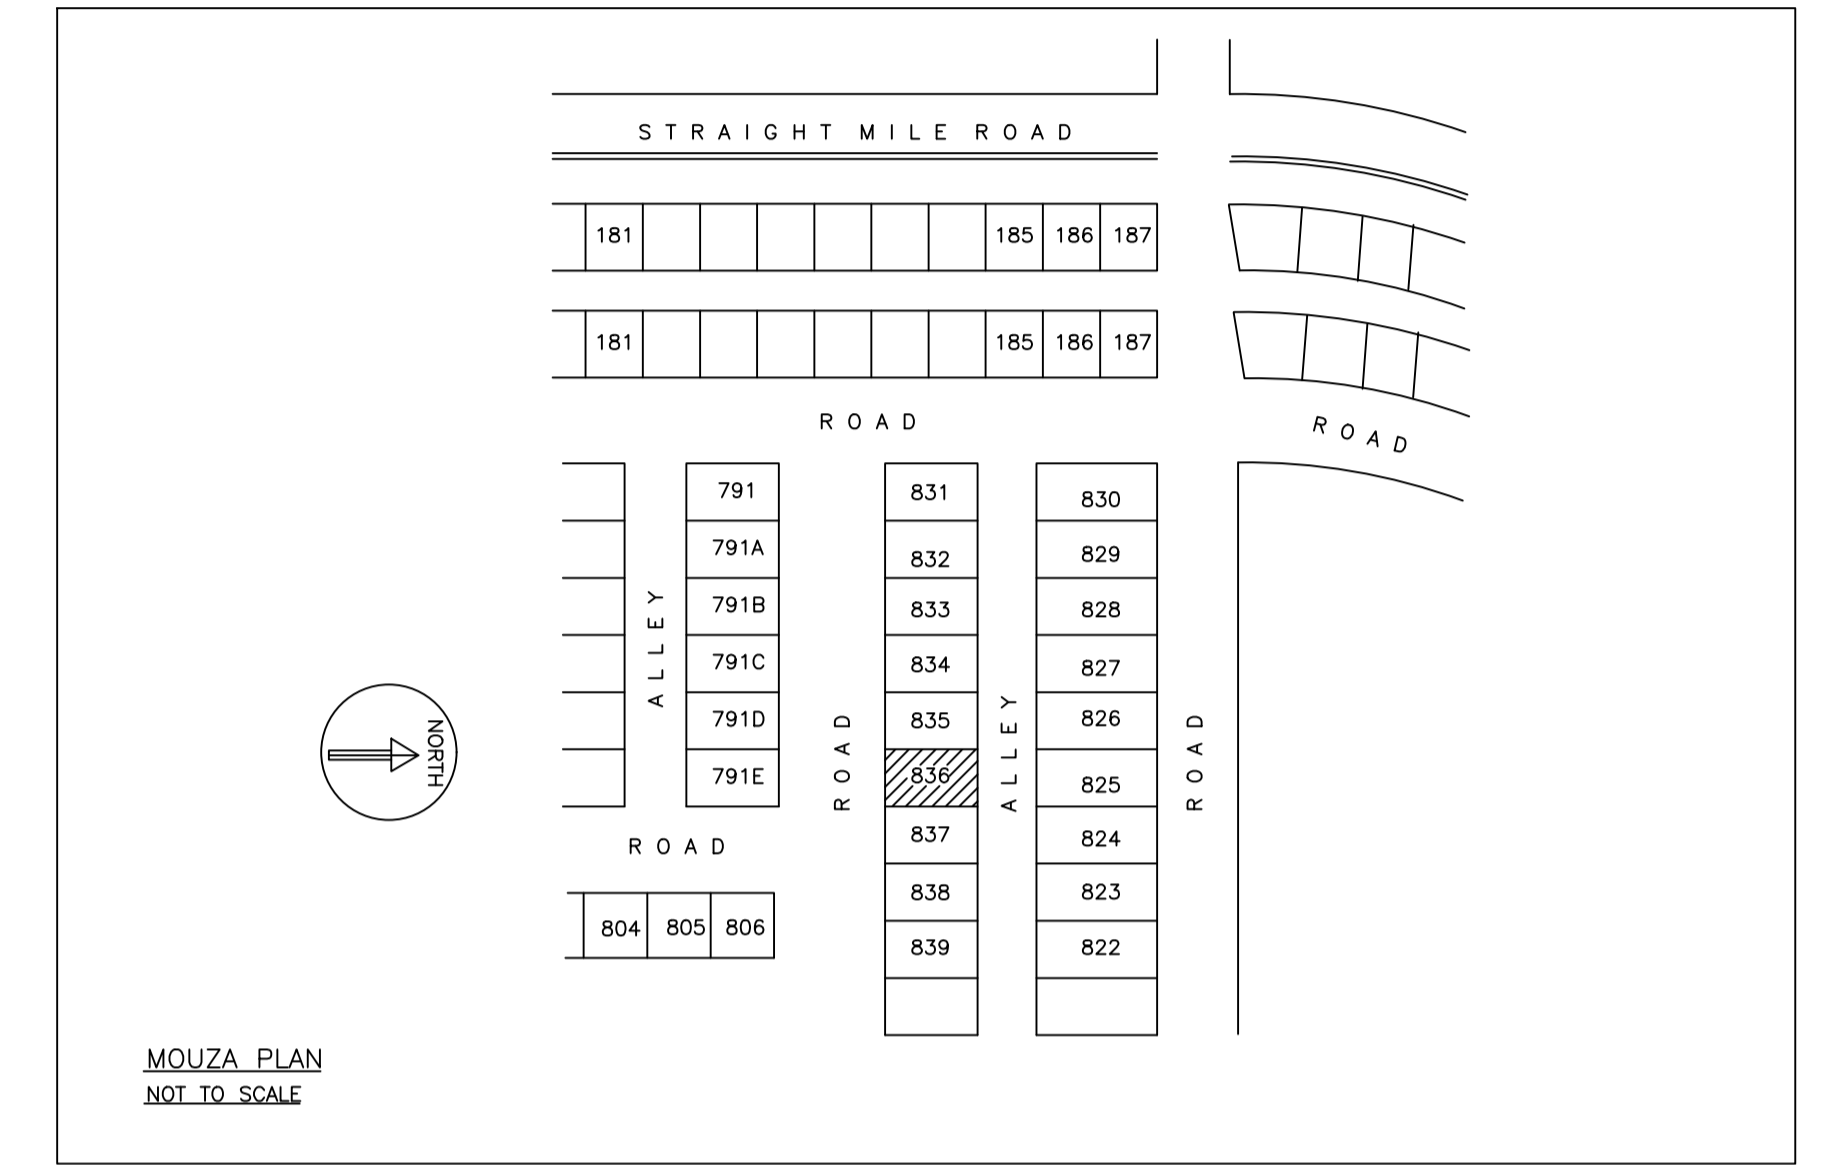 STRAIGHT MILE ROAD
181 185 186 187
181 185 186 187
ROAD
ROAD
791 831 830
791A 832 829
791B 833 828
791C 834 827
791D 835 826
791E 836 825
837 824
838 823
839 822
ALLEY
ROAD
ALLEY
ROAD
NORTH
ROAD
804 805 806
MOUZA PLAN
NOT TO SCALE